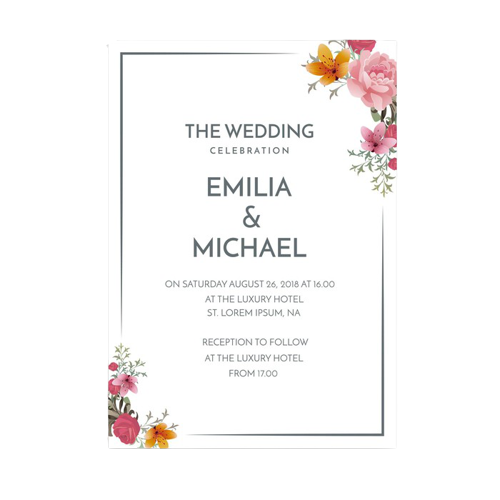 THE WEDDING
CELEBRATION
EMILIA
&
MICHAEL
ON SATURDAY AUGUST 26, 2018 AT 16.00
AT THE LUXURY HOTEL
ST. LOREM IPSUM, NA
RECEPTION TO FOLLOW
AT THE LUXURY HOTEL
FROM 17.00